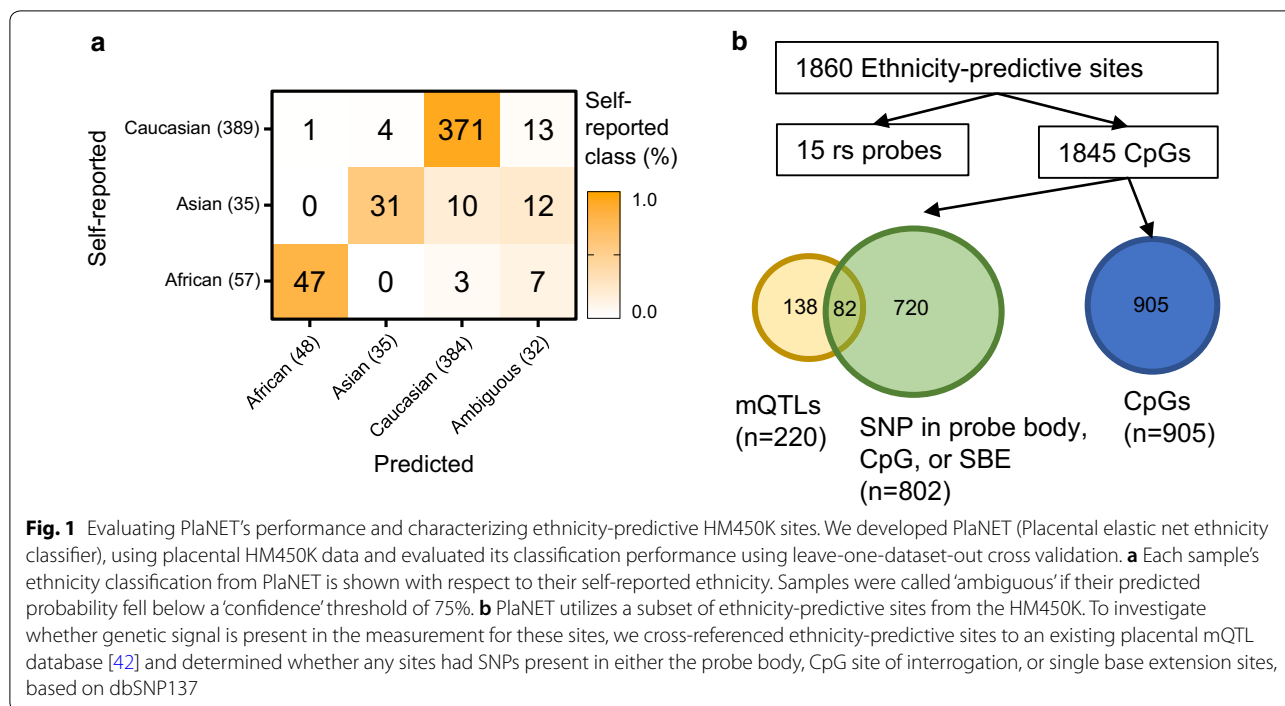 a
Caucasian (389) 1 4 371 13
Asian (35) 0 31 10 12
African (57) 47 0 3 7
Self-reported
African (48)
Asian (35)
Caucasian (384)
Ambiguous (32)
Predicted
Self-
reported
class (%)
1.0
0.0
b
1860 Ethnicity-predictive sites
15 rs probes
1845 CpGs
138 82 720
905
mQTLs
(n=220)
SNP in probe body,
CpG, or SBE
(n=802)
CpGs
(n=905)
Fig. 1 Evaluating PlaNET’s performance and characterizing ethnicity-predictive HM450K sites. We developed PlaNET (Placental elastic net ethnicity
classifier), using placental HM450K data and evaluated its classification performance using leave-one-dataset-out cross validation. a Each sample’s
ethnicity classification from PlaNET is shown with respect to their self-reported ethnicity. Samples were called ‘ambiguous’ if their predicted
probability fell below a ‘confidence’ threshold of 75%. b PlaNET utilizes a subset of ethnicity-predictive sites from the HM450K. To investigate
whether genetic signal is present in the measurement for these sites, we cross-referenced ethnicity-predictive sites to an existing placental mQTL
database [42] and determined whether any sites had SNPs present in either the probe body, CpG site of interrogation, or single base extension sites,
based on dbSNP137